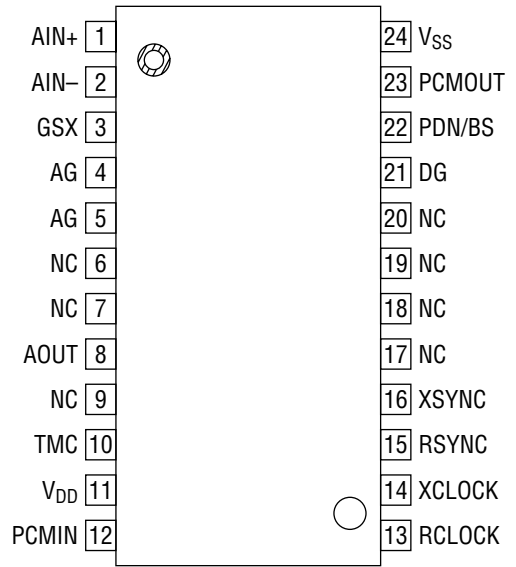 AIN+ 1 24 VSS
AIN– 2 23 PCMOUT
GSX 3 22 PDN/BS
AG 4 21 DG
AG 5 20 NC
NC 6 19 NC
NC 7 18 NC
AOUT 8 17 NC
NC 9 16 XSYNC
TMC 10 15 RSYNC
VDD 11 14 XCLOCK
PCMIN 12 13 RCLOCK